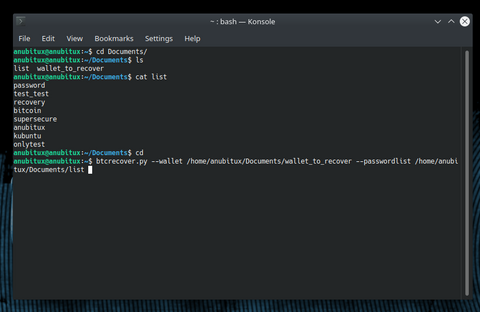 ~ : bash — Konsole
File Edit View Bookmarks Settings Help
anubitux@anubitux:~$ cd Documents/
anubitux@anubitux:~/Documents$ ls
list  wallet_to_recover
anubitux@anubitux:~/Documents$ cat list
password
test_test
recovery
bitcoin
supersecure
anubitux
kubuntu
onlytest
anubitux@anubitux:~/Documents$ cd
anubitux@anubitux:~$ btcrecover.py --wallet /home/anubitux/Documents/wallet_to_recover --passwordlist /home/anubi
tux/Documents/list